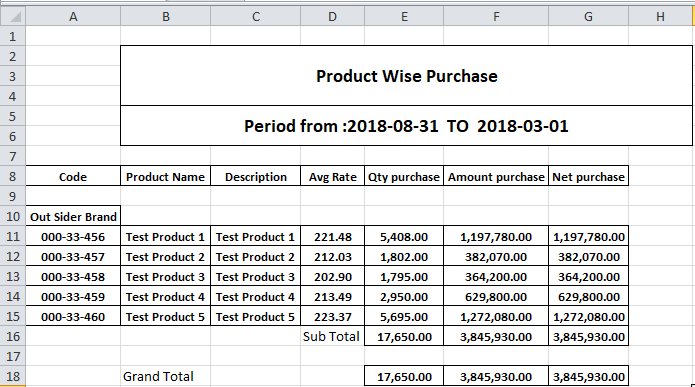 A B C D E F G H
1
2
3 Product Wise Purchase
4
5
6 Period from :2018-08-31 TO 2018-03-01
7
8 Code Product Name Description Avg Rate Qty purchase Amount purchase Net purchase
9
10 Out Sider Brand
11 000-33-456 Test Product 1 Test Product 1 221.48 5,408.00 1,197,780.00 1,197,780.00
12 000-33-457 Test Product 2 Test Product 2 212.03 1,802.00 382,070.00 382,070.00
13 000-33-458 Test Product 3 Test Product 3 202.90 1,795.00 364,200.00 364,200.00
14 000-33-459 Test Product 4 Test Product 4 213.49 2,950.00 629,800.00 629,800.00
15 000-33-460 Test Product 5 Test Product 5 223.37 5,695.00 1,272,080.00 1,272,080.00
16 Sub Total 17,650.00 3,845,930.00 3,845,930.00
17
18 Grand Total 17,650.00 3,845,930.00 3,845,930.00